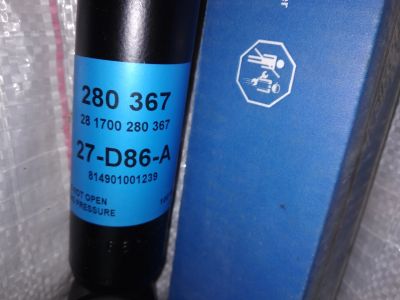 280 367
28 1700 280 367
27-D86-A
814901001239
NOT OPEN
PRESSURE